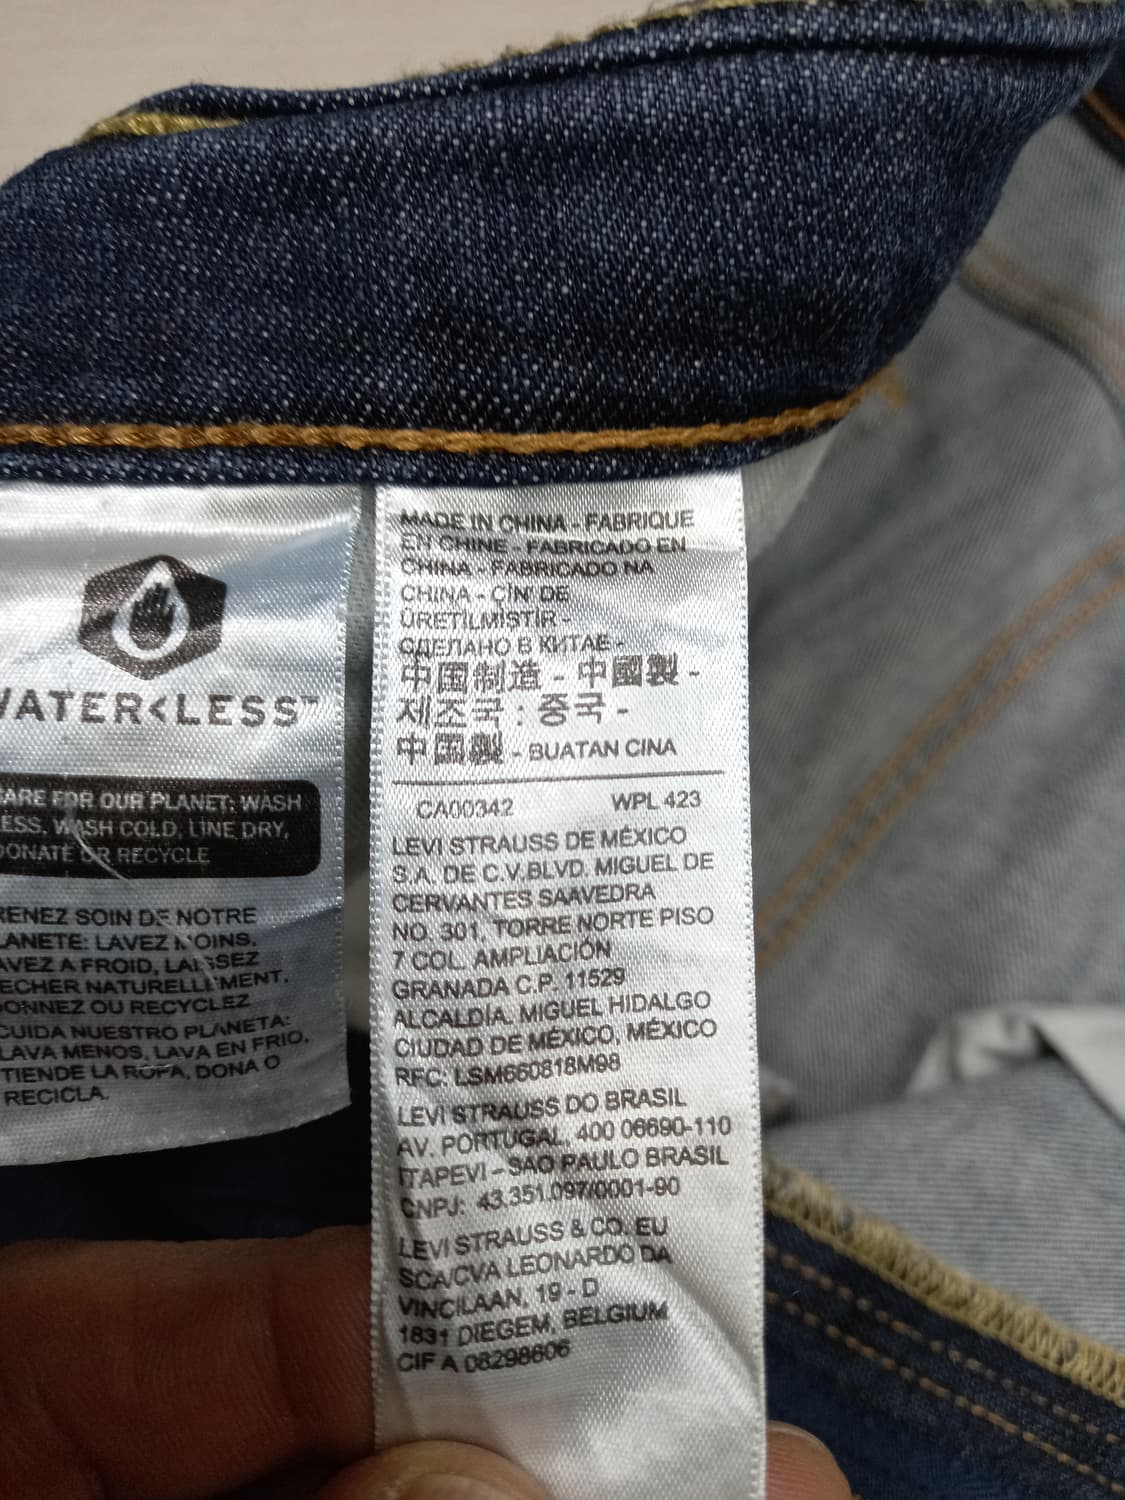 WATER<LESS™
CARE FOR OUR PLANET: WASH
LESS, WASH COLD, LINE DRY,
DONATE OR RECYCLE
PRENEZ SOIN DE NOTRE
PLANETE: LAVEZ MOINS,
LAVEZ A FROID, LAISSEZ
SECHER NATURELLEMENT,
DONNEZ OU RECYCLEZ
CUIDA NUESTRO PLANETA:
LAVA MENOS, LAVA EN FRIO,
TIENDE LA ROPA, DONA O
RECICLA.
MADE IN CHINA - FABRIQUE
EN CHINE - FABRICADO EN
CHINA - FABRICADO NA
CHINA - ÇİN' DE
ÜRETİLMİSTİR -
СДЕЛАНО В КИТАЕ -
中国制造 - 中國製 -
제조국 : 중국 -
中国製 - BUATAN CINA
CA00342 WPL 423
LEVI STRAUSS DE MÉXICO
S.A. DE C.V.BLVD. MIGUEL DE
CERVANTES SAAVEDRA
NO. 301, TORRE NORTE PISO
7 COL. AMPLIACIÓN
GRANADA C.P. 11529
ALCALDÍA. MIGUEL HIDALGO
CIUDAD DE MÉXICO, MÉXICO
RFC: LSM660818M98
LEVI STRAUSS DO BRASIL
AV. PORTUGAL, 400 06690-110
ITAPEVI – SAO PAULO BRASIL
CNPJ: 43.351.097/0001-90
LEVI STRAUSS & CO. EU
SCA/CVA LEONARDO DA
VINCILAAN, 19 - D
1831 DIEGEM, BELGIUM
CIF A 08298606